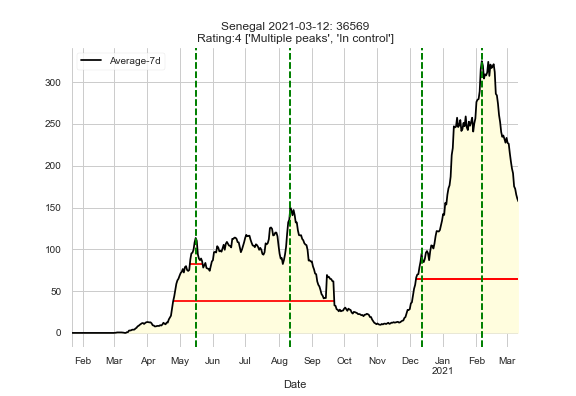 Senegal 2021-03-12: 36569
Rating:4 ['Multiple peaks', 'In control']
Average-7d
300
250
200
150
100
50
0
Feb Mar Apr May Jun Jul Aug Sep Oct Nov Dec Jan Feb Mar
2021
Date